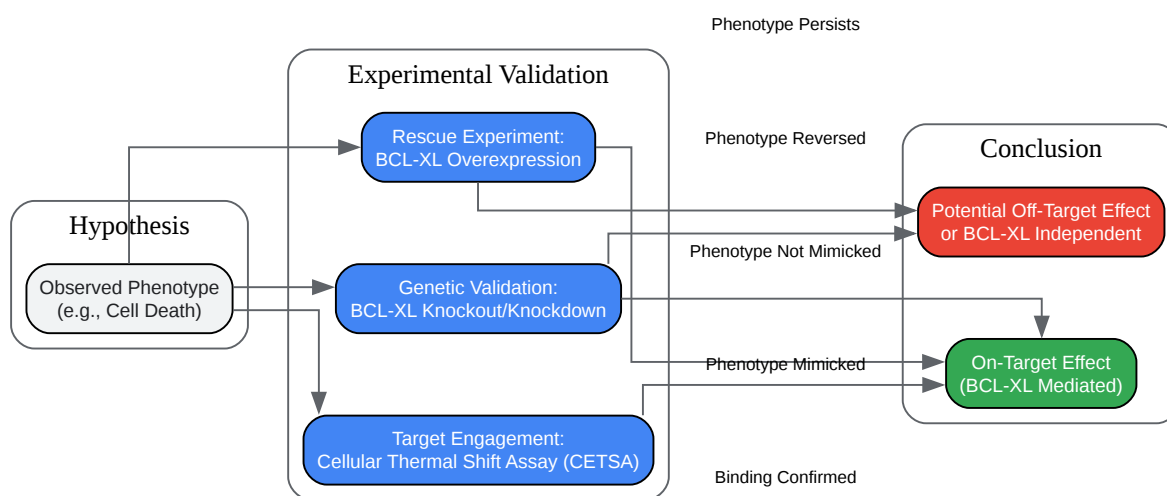 Hypothesis
Observed Phenotype
(e.g., Cell Death)
Experimental Validation
Rescue Experiment:
BCL-XL Overexpression
Genetic Validation:
BCL-XL Knockout/Knockdown
Target Engagement:
Cellular Thermal Shift Assay (CETSA)
Phenotype Persists
Phenotype Reversed
Phenotype Not Mimicked
Phenotype Mimicked
Binding Confirmed
Conclusion
Potential Off-Target Effect
or BCL-XL Independent
On-Target Effect
(BCL-XL Mediated)